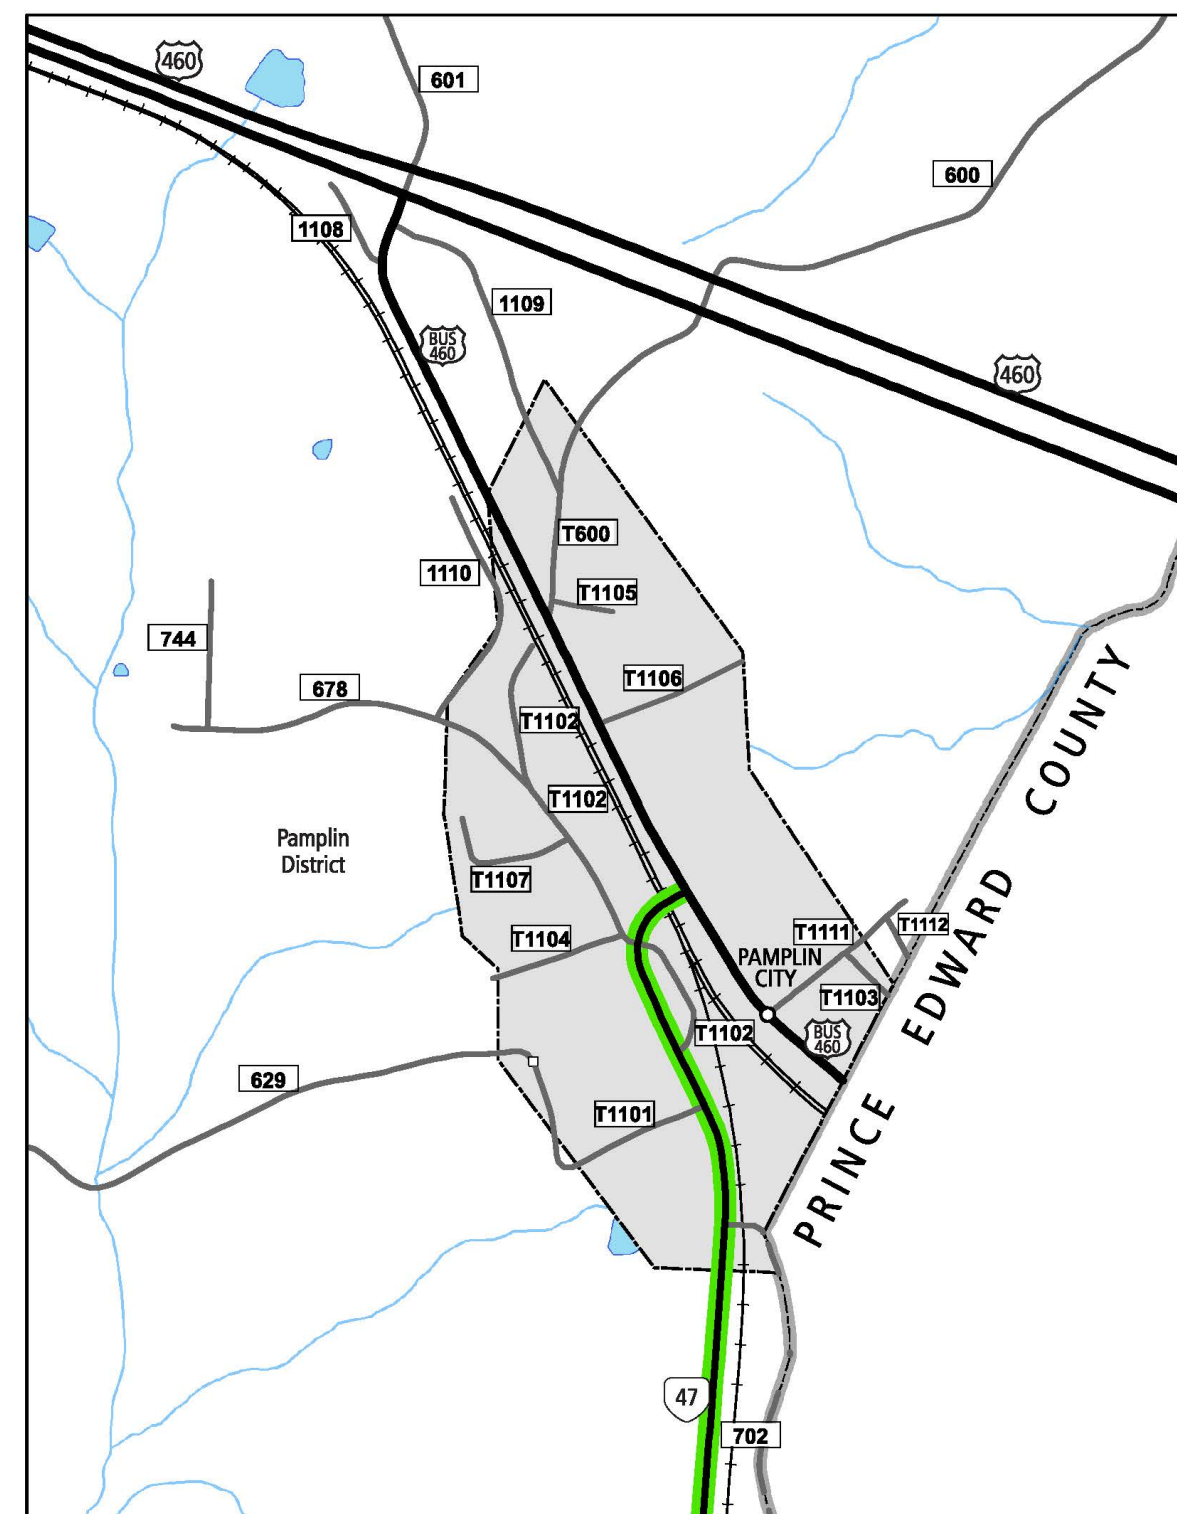 460
601
600
1108
1109
BUS
460
460
T600
1110
T1105
744
T1106
678
T1102
T1102
COUNTY
Pamplin
District
T1107
T1104
T1111
T1112
PAMPLIN
CITY
EDWARD
T1103
T1102
BUS
460
629
T1101
PRINCE
47
702